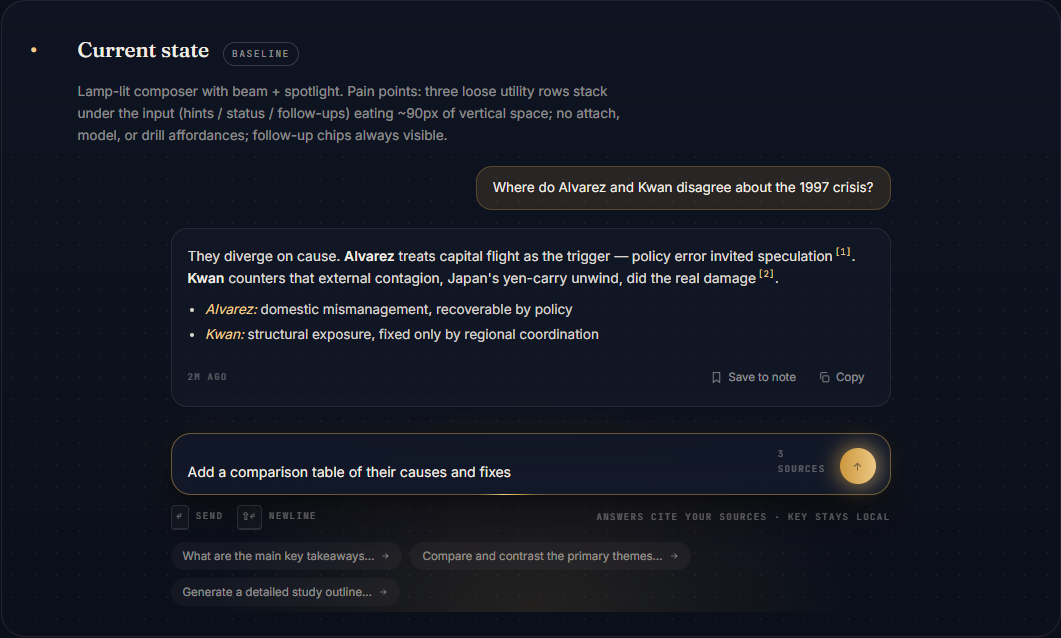 Current state
BASELINE
Lamp-lit composer with beam + spotlight. Pain points: three loose utility rows stack
under the input (hints / status / follow-ups) eating ~90px of vertical space; no attach,
model, or drill affordances; follow-up chips always visible.
Where do Alvarez and Kwan disagree about the 1997 crisis?
They diverge on cause. Alvarez treats capital flight as the trigger — policy error invited speculation [1].
Kwan counters that external contagion, Japan's yen-carry unwind, did the real damage [2].
• Alvarez: domestic mismanagement, recoverable by policy
• Kwan: structural exposure, fixed only by regional coordination
2M AGO
Save to note
Copy
Add a comparison table of their causes and fixes
3
SOURCES
↑
↵ SEND ⇧↵ NEWLINE
ANSWERS CITE YOUR SOURCES · KEY STAYS LOCAL
What are the main key takeaways... →
Compare and contrast the primary themes... →
Generate a detailed study outline... →